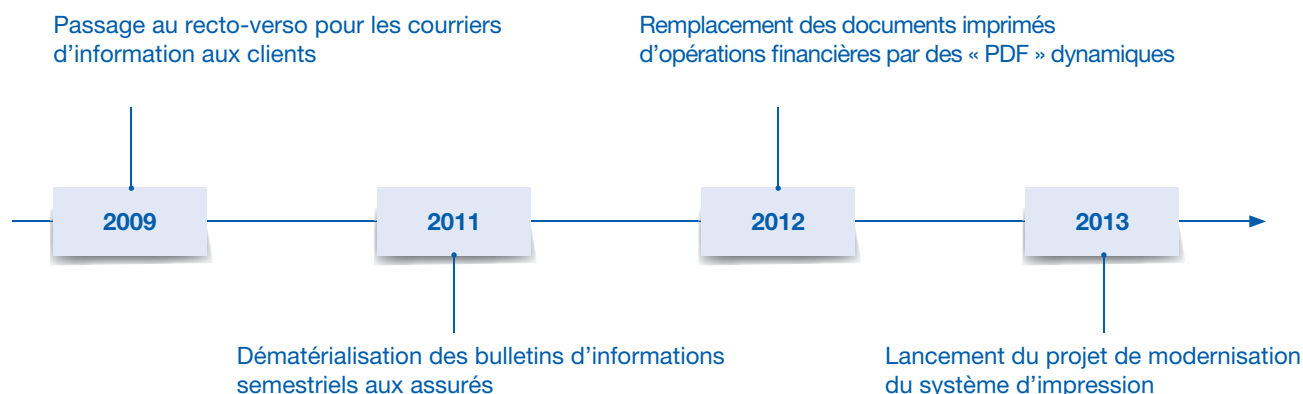 Passage au recto-verso pour les courriers
d’information aux clients
Remplacement des documents imprimés
d’opérations financières par des « PDF » dynamiques
2009
2011
2012
2013
Dématérialisation des bulletins d’informations
semestriels aux assurés
Lancement du projet de modernisation
du système d’impression